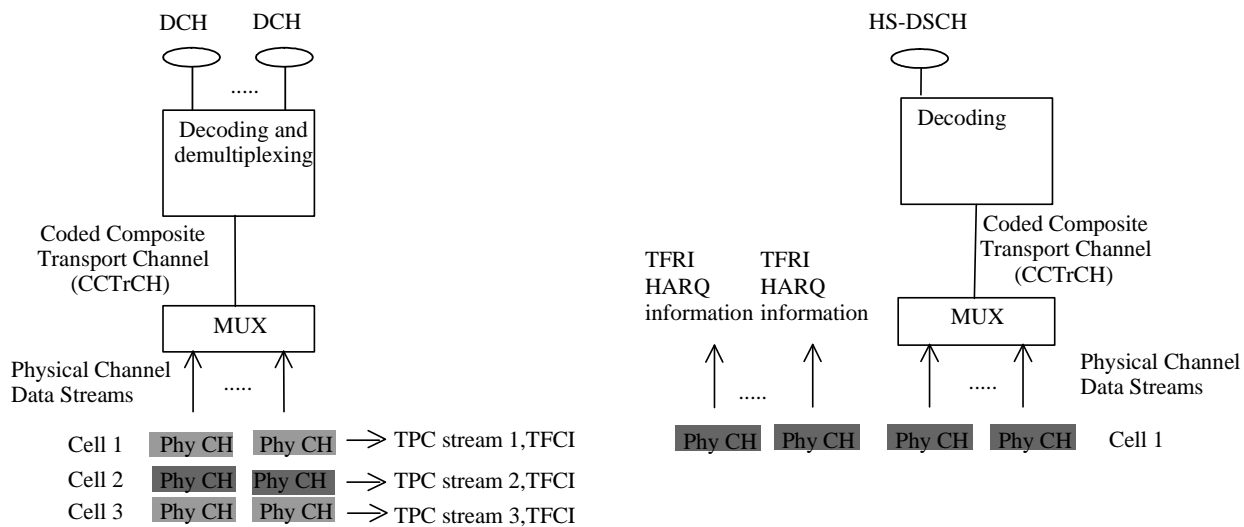 DCH DCH
.....
Decoding and
demultiplexing
Coded Composite
Transport Channel
(CCTrCH)
MUX
Physical Channel
Data Streams
.....
Cell 1 Phy CH Phy CH TPC stream 1,TFCI
Cell 2 Phy CH Phy CH TPC stream 2,TFCI
Cell 3 Phy CH Phy CH TPC stream 3,TFCI
HS-DSCH
Decoding
Coded Composite
Transport Channel
(CCTrCH)
TFRI TFRI
HARQ HARQ
information information
MUX
Physical Channel
Data Streams
..... .....
Phy CH Phy CH Phy CH Phy CH Cell 1